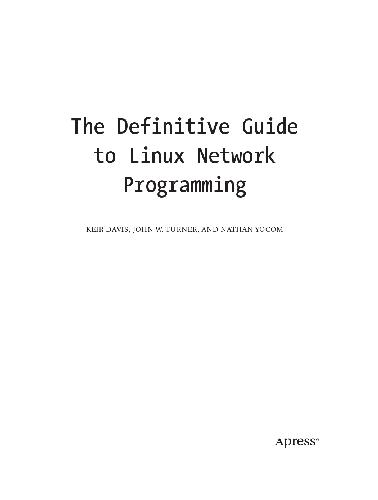 The Definitive Guide
to Linux Network
Programming
KEIR DAVIS, JOHN W. TURNER, AND NATHAN YOCOM
Apress®